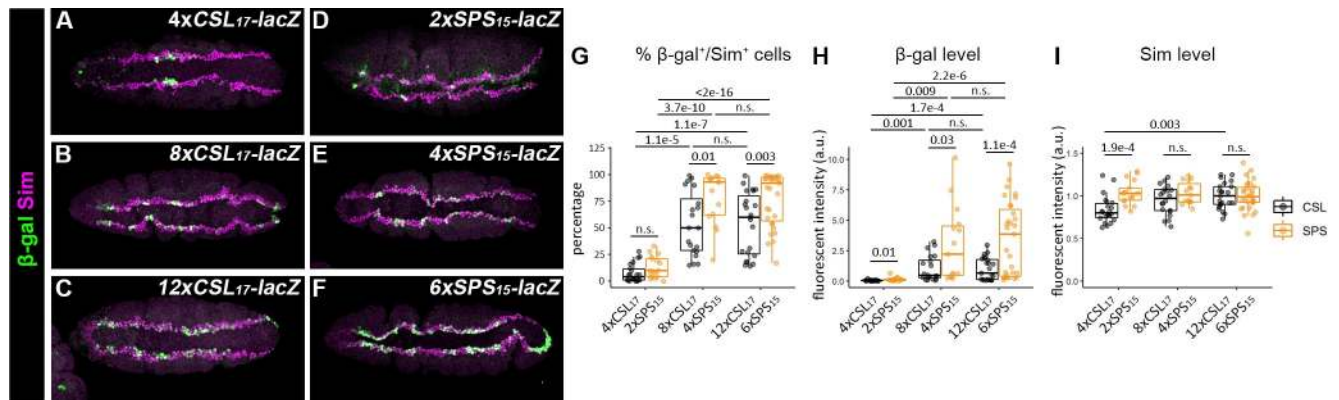 β-gal Sim
A 4xCSL17-lacZ
D 2xSPS15-lacZ
B 8xCSL17-lacZ
E 4xSPS15-lacZ
C 12xCSL17-lacZ
F 6xSPS15-lacZ
G % β-gal+/Sim+ cells
<2e-16
3.7e-10 n.s.
1.1e-7
1.1e-5 n.s.
0.01 0.003
n.s.
percentage
125
100
75
50
25
0
4xCSL17
2xSPS15
8xCSL17
4xSPS15
12xCSL17
6xSPS15
H β-gal level
2.2e-6
0.009 n.s.
1.7e-4
0.001 n.s.
0.03 1.1e-4
0.01
fluorescent intensity (a.u.)
10.0
7.5
5.0
2.5
0.0
4xCSL17
2xSPS15
8xCSL17
4xSPS15
12xCSL17
6xSPS15
I Sim level
0.003
1.9e-4 n.s. n.s.
fluorescent intensity (a.u.)
1.5
1.0
0.5
0.0
4xCSL17
2xSPS15
8xCSL17
4xSPS15
12xCSL17
6xSPS15
CSL
SPS